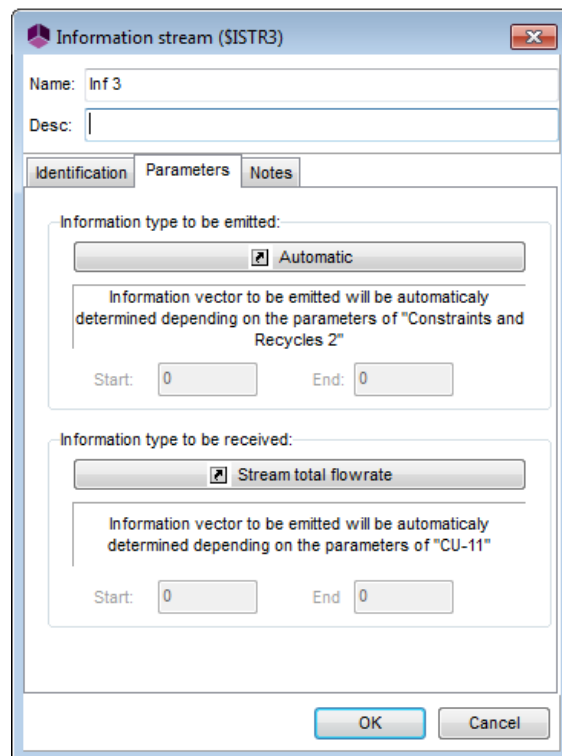 Information stream ($ISTR3)
Name: Inf 3
Desc:
Identification Parameters Notes
Information type to be emitted:
Automatic
Information vector to be emitted will be automaticaly
determined depending on the parameters of "Constraints and
Recycles 2"
Start: 0 End: 0
Information type to be received:
Stream total flowrate
Information vector to be emitted will be automaticaly
determined depending on the parameters of "CU-11"
Start: 0 End 0
OK Cancel